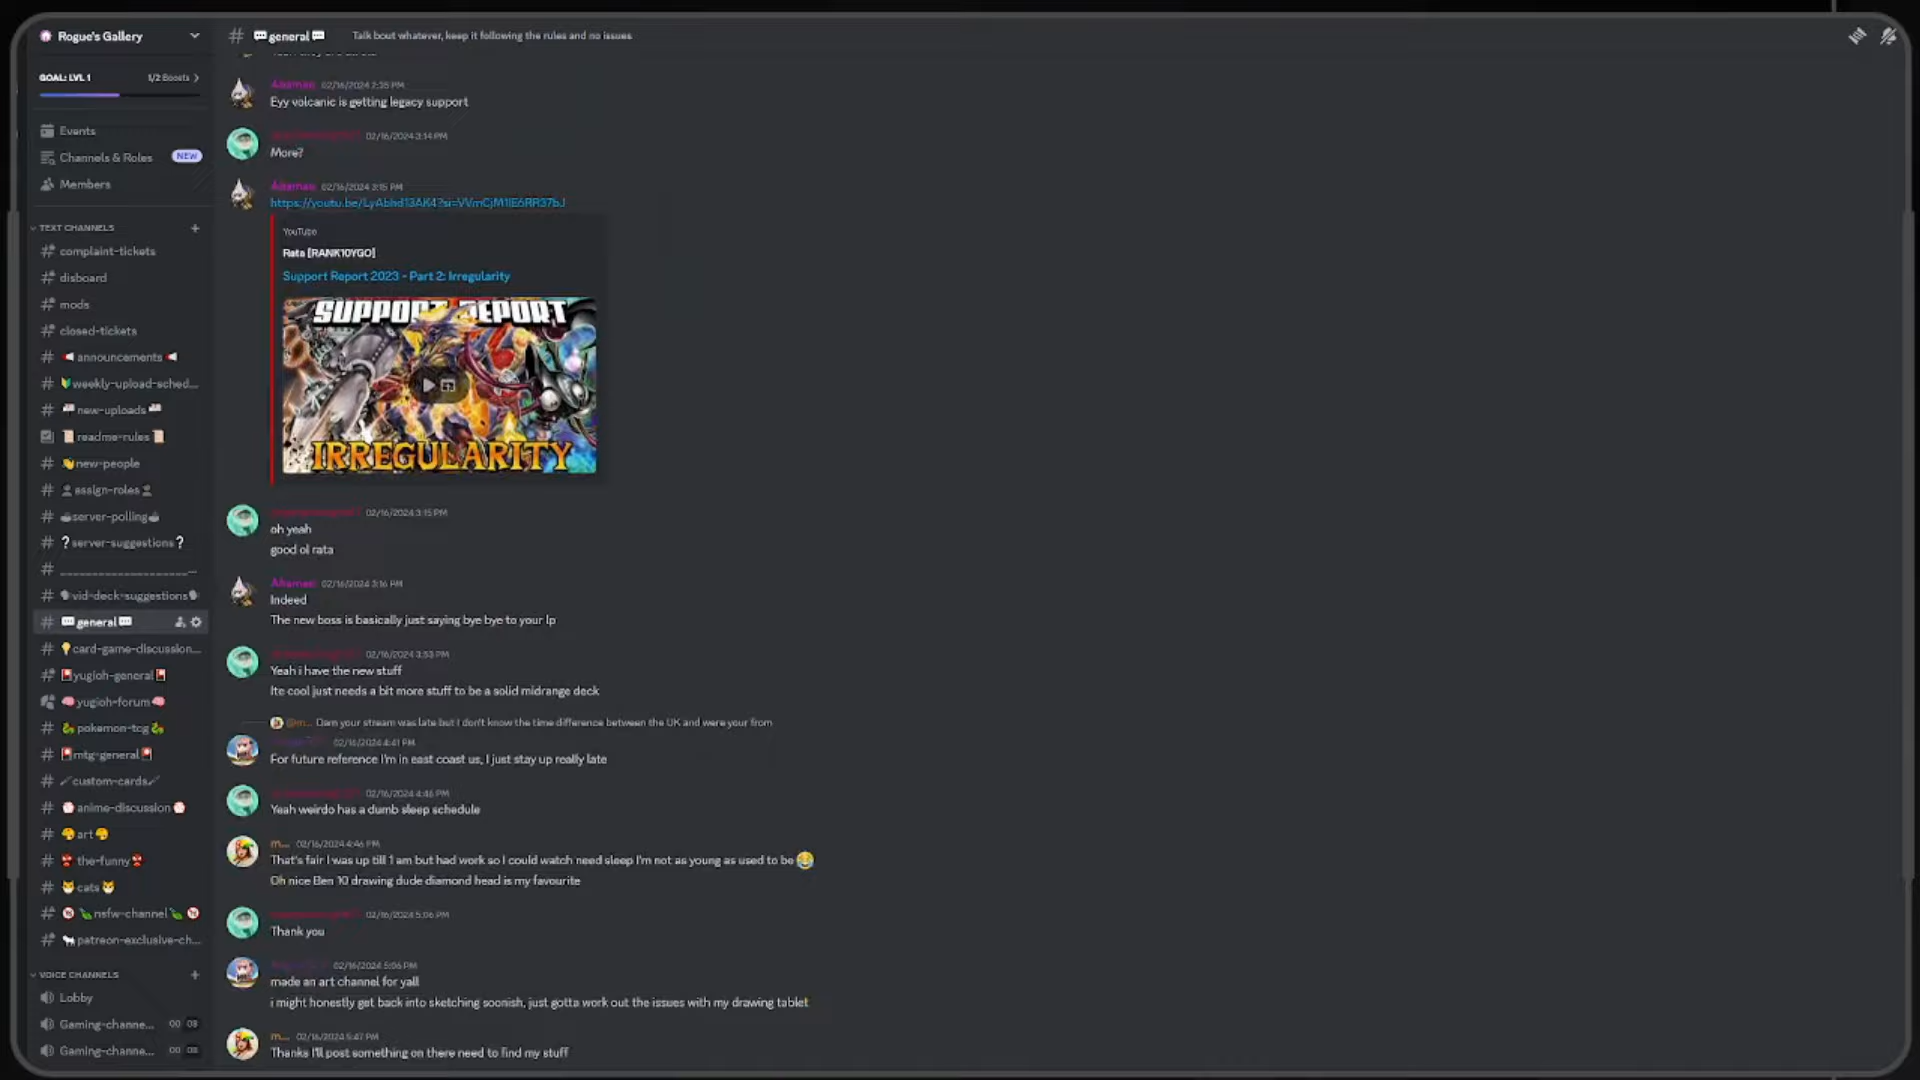 Rogue's Gallery
GOAL: LVL 1
1/2 Boosts
Events
Channels & Roles
NEW
Members
TEXT CHANNELS
complaint-tickets
disboard
mods
closed-tickets
announcements
weekly-upload-sched...
new-uploads
readme-rules
new-people
assign-roles
server-polling
❓server-suggestions❓
____________________...
vid-deck-suggestions
general
card-game-discussion...
yugioh-general
yugioh-forum
pokemon-tcg
mtg-general
custom-cards
anime-discussion
art
the-funny
cats
nsfw-channel
patreon-exclusive-ch...
VOICE CHANNELS
Lobby
Gaming-channe... 00 08
Gaming-channe... 00 08
# general
Talk bout whatever, keep it following the rules and no issues
02/16/2024 2:35 PM
Eyy volcanic is getting legacy support
02/16/2024 3:14 PM
More?
02/16/2024 3:15 PM
YouTube
Rata [RANK10YGO]
Support Report 2023 - Part 2: Irregularity
SUPPORT REPORT
IRREGULARITY
02/16/2024 3:15 PM
oh yeah
good ol rata
02/16/2024 3:16 PM
Indeed
The new boss is basically just saying bye bye to your lp
02/16/2024 3:53 PM
Yeah i have the new stuff
Its cool just needs a bit more stuff to be a solid midrange deck
@m... Dam your stream was late but I don't know the time difference between the UK and were your from
02/16/2024 4:41 PM
For future reference I'm in east coast us, I just stay up really late
02/16/2024 4:46 PM
Yeah weirdo has a dumb sleep schedule
m... 02/16/2024 4:46 PM
That's fair I was up till 1 am but had work so I could watch need sleep I'm not as young as used to be 😂
Oh nice Ben 10 drawing dude diamond head is my favourite
02/16/2024 5:06 PM
Thank you
02/16/2024 5:06 PM
made an art channel for yall
i might honestly get back into sketching soonish, just gotta work out the issues with my drawing tablet
m... 02/16/2024 5:47 PM
Thanks I'll post something on there need to find my stuff